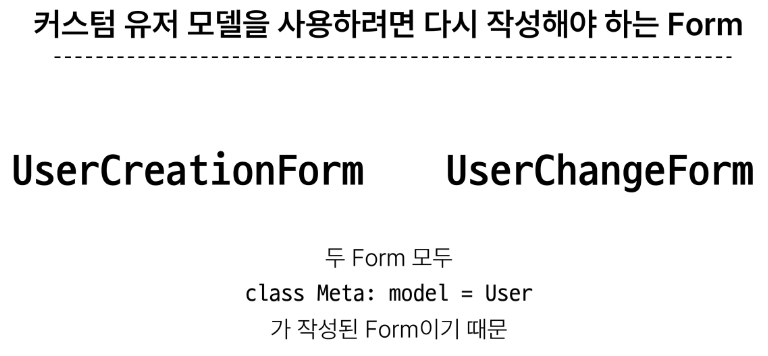 커스텀 유저 모델을 사용하려면 다시 작성해야 하는 Form
UserCreationForm UserChangeForm
두 Form 모두
class Meta: model = User
가 작성된 Form이기 때문